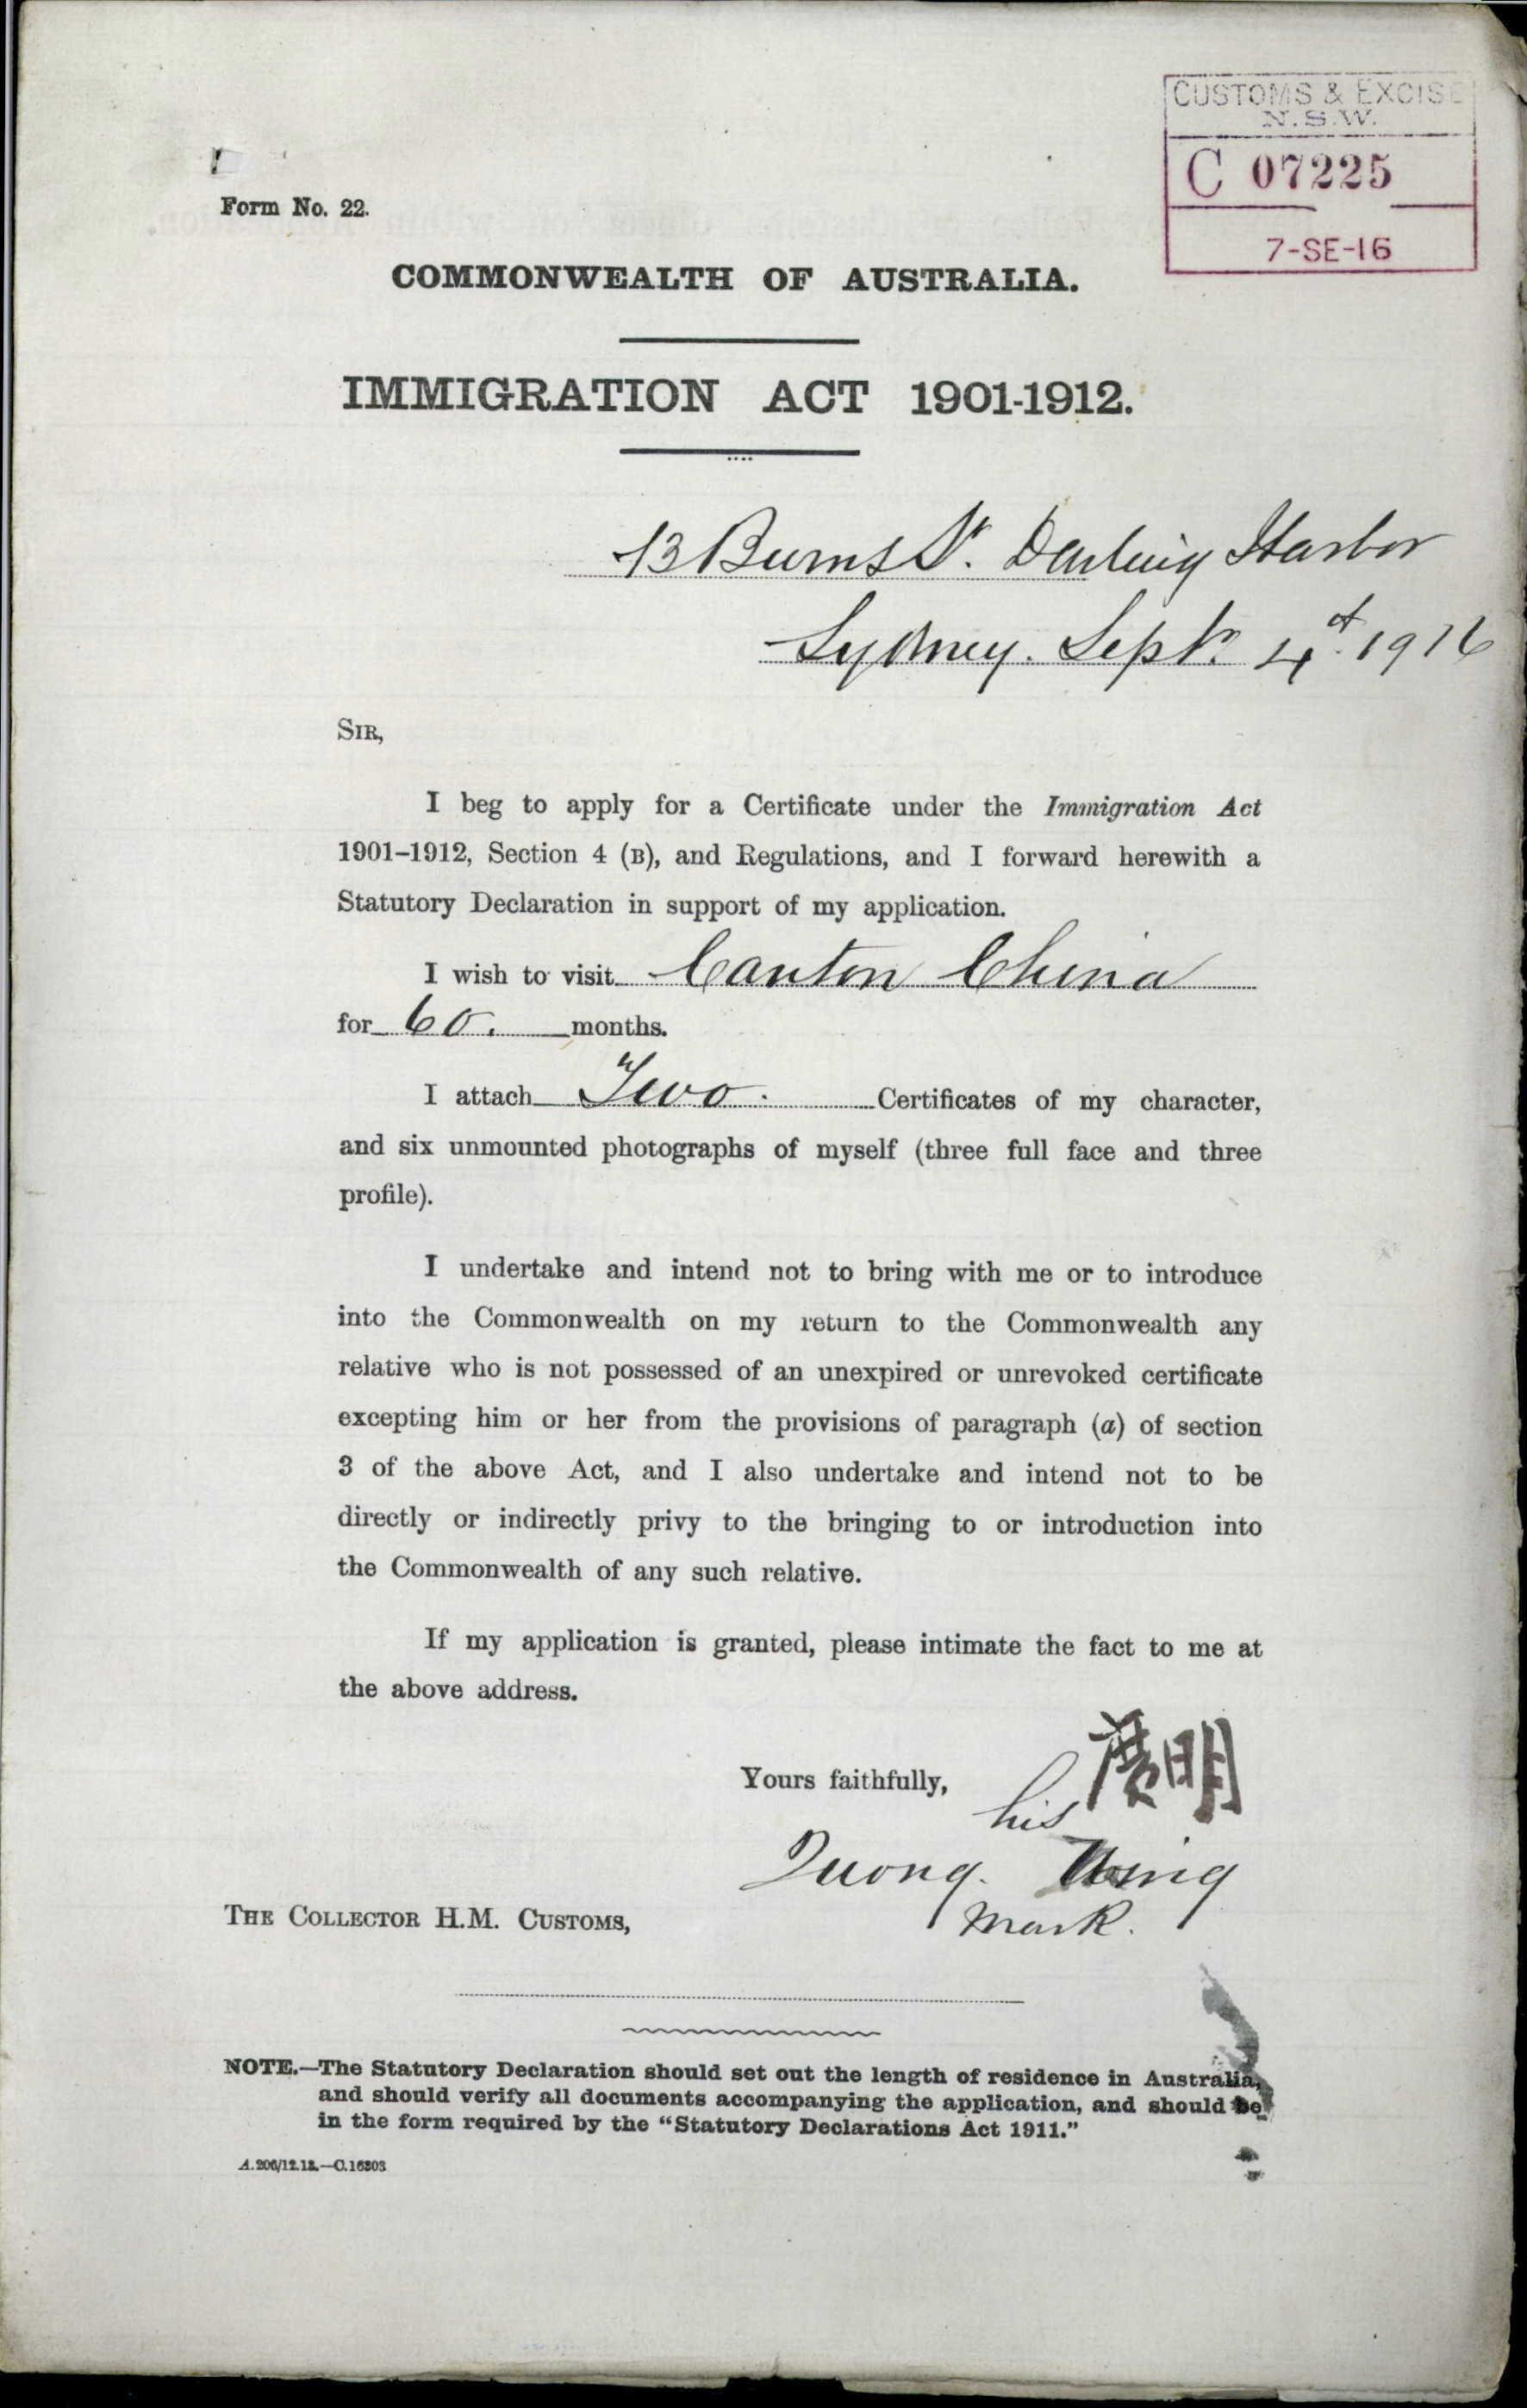 CUSTOMS & EXCISE
N.S.W.
C 07225
7-SE-16
Form No. 22.
COMMONWEALTH OF AUSTRALIA.
IMMIGRATION ACT 1901-1912.
13 Burns St. Darling Harbor
Sydney. Sept. 4th 1916
SIR,
I beg to apply for a Certificate under the Immigration Act
1901–1912, Section 4 (B), and Regulations, and I forward herewith a
Statutory Declaration in support of my application.
I wish to visit Canton China
for 60. months.
I attach Two. Certificates of my character,
and six unmounted photographs of myself (three full face and three
profile).
I undertake and intend not to bring with me or to introduce
into the Commonwealth on my return to the Commonwealth any
relative who is not possessed of an unexpired or unrevoked certificate
excepting him or her from the provisions of paragraph (a) of section
3 of the above Act, and I also undertake and intend not to be
directly or indirectly privy to the bringing to or introduction into
the Commonwealth of any such relative.
If my application is granted, please intimate the fact to me at
the above address.
明
Yours faithfully,
his
Quong.
mark.
THE COLLECTOR H.M. CUSTOMS,
NOTE.—The Statutory Declaration should set out the length of residence in Australia,
and should verify all documents accompanying the application, and should be
in the form required by the “Statutory Declarations Act 1911.”
A.206/12.13.—C.16303